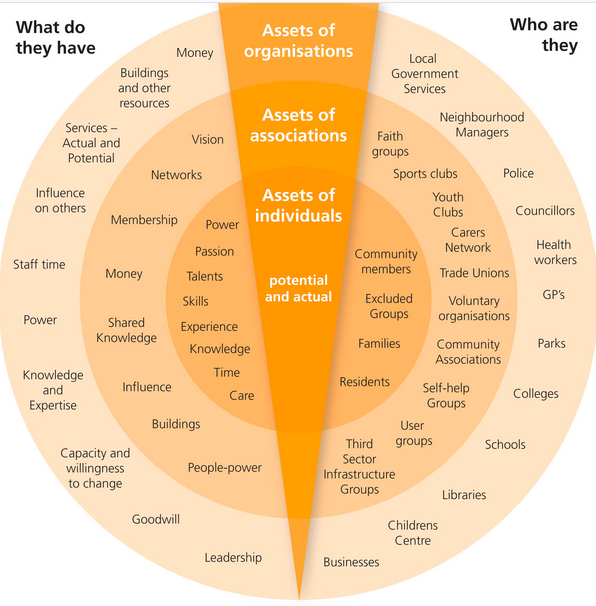 What do
they have
Who are
they
Assets of
organisations
Assets of
associations
Assets of
individuals
potential
and actual
Money
Buildings
and other
resources
Services –
Actual and
Potential
Influence
on others
Staff time
Power
Knowledge
and
Expertise
Capacity and
willingness
to change
Goodwill
Leadership
Vision
Networks
Membership
Money
Shared
Knowledge
Influence
Buildings
People-power
Power
Passion
Talents
Skills
Experience
Knowledge
Time
Care
Community
members
Excluded
Groups
Families
Residents
Faith
groups
Sports clubs
Youth
Clubs
Carers
Network
Trade Unions
Voluntary
organisations
Community
Associations
Self-help
Groups
User
groups
Third
Sector
Infrastructure
Groups
Local
Government
Services
Neighbourhood
Managers
Police
Councillors
Health
workers
GP's
Parks
Colleges
Schools
Libraries
Childrens
Centre
Businesses